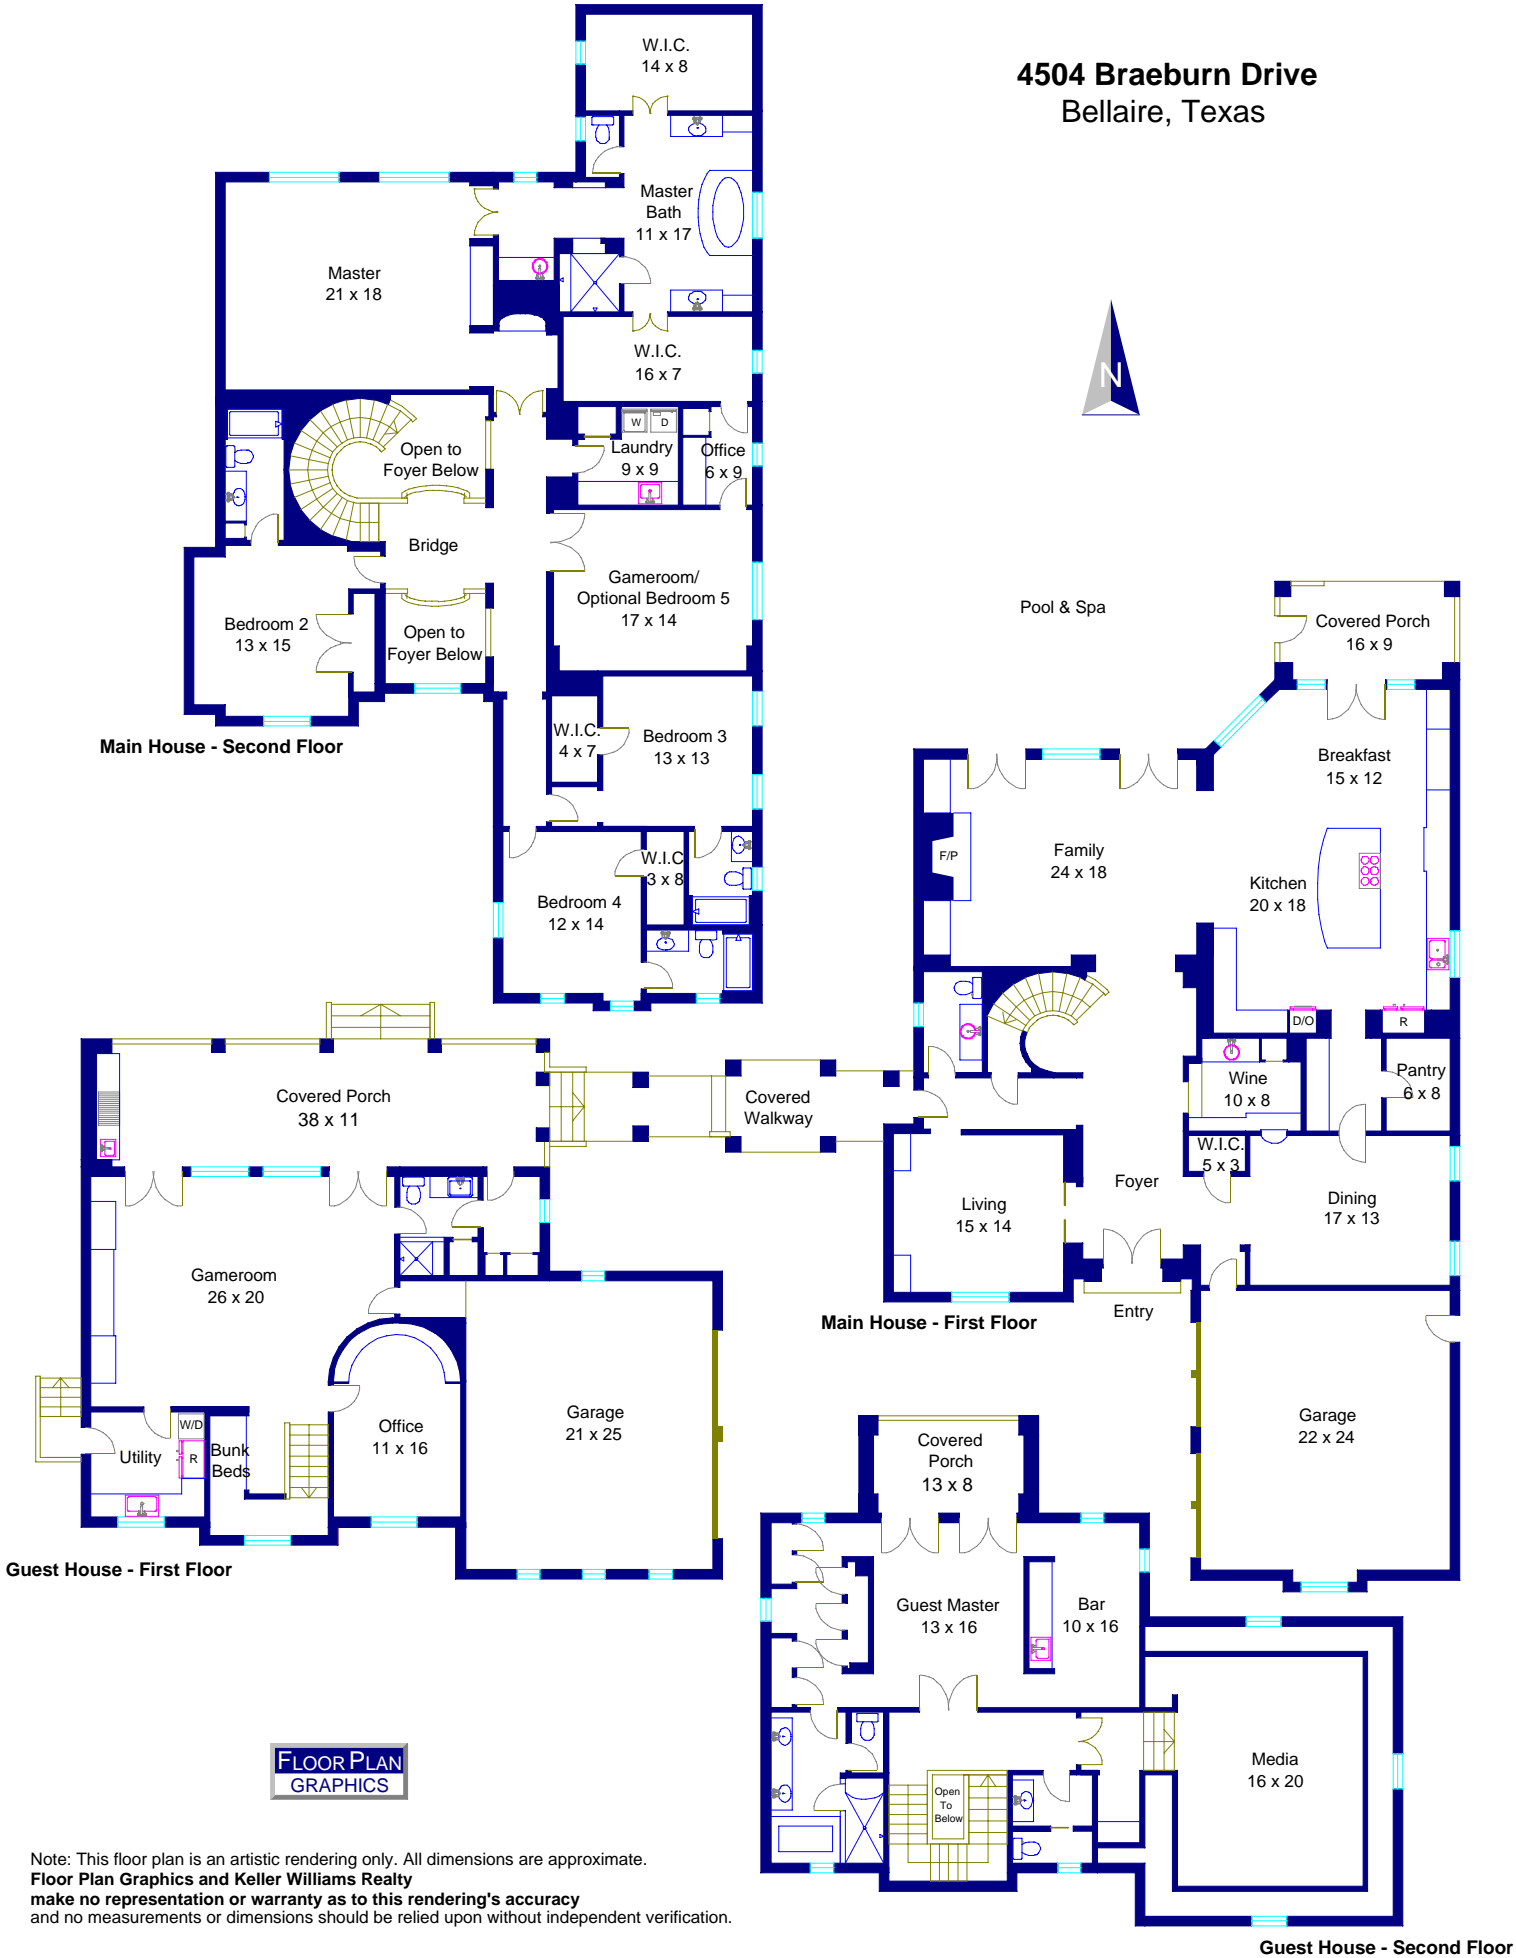 4504 Braeburn Drive
Bellaire, Texas
W.I.C.
14 x 8
Master
Bath
11 x 17
Master
21 x 18
W.I.C.
16 x 7
Open to
Foyer Below
Laundry
9 x 9
W
D
Office
6 x 9
Bridge
Gameroom/
Optional Bedroom 5
17 x 14
Bedroom 2
13 x 15
Open to
Foyer Below
W.I.C.
4 x 7
Bedroom 3
13 x 13
Main House - Second Floor
W.I.C
3 x 8
Bedroom 4
12 x 14
N
Pool & Spa
Covered Porch
16 x 9
Breakfast
15 x 12
Family
24 x 18
F/P
Kitchen
20 x 18
D/O
R
Wine
10 x 8
Pantry
6 x 8
W.I.C.
5 x 3
Foyer
Living
15 x 14
Dining
17 x 13
Main House - First Floor
Entry
Garage
22 x 24
Covered Porch
38 x 11
Covered
Walkway
Gameroom
26 x 20
Office
11 x 16
Garage
21 x 25
W/D
R
Utility
Bunk
Beds
Guest House - First Floor
Covered
Porch
13 x 8
Guest Master
13 x 16
Bar
10 x 16
Open
To
Below
Media
16 x 20
Guest House - Second Floor
FLOOR PLAN
GRAPHICS
Note: This floor plan is an artistic rendering only. All dimensions are approximate.
Floor Plan Graphics and Keller Williams Realty
make no representation or warranty as to this rendering's accuracy
and no measurements or dimensions should be relied upon without independent verification.